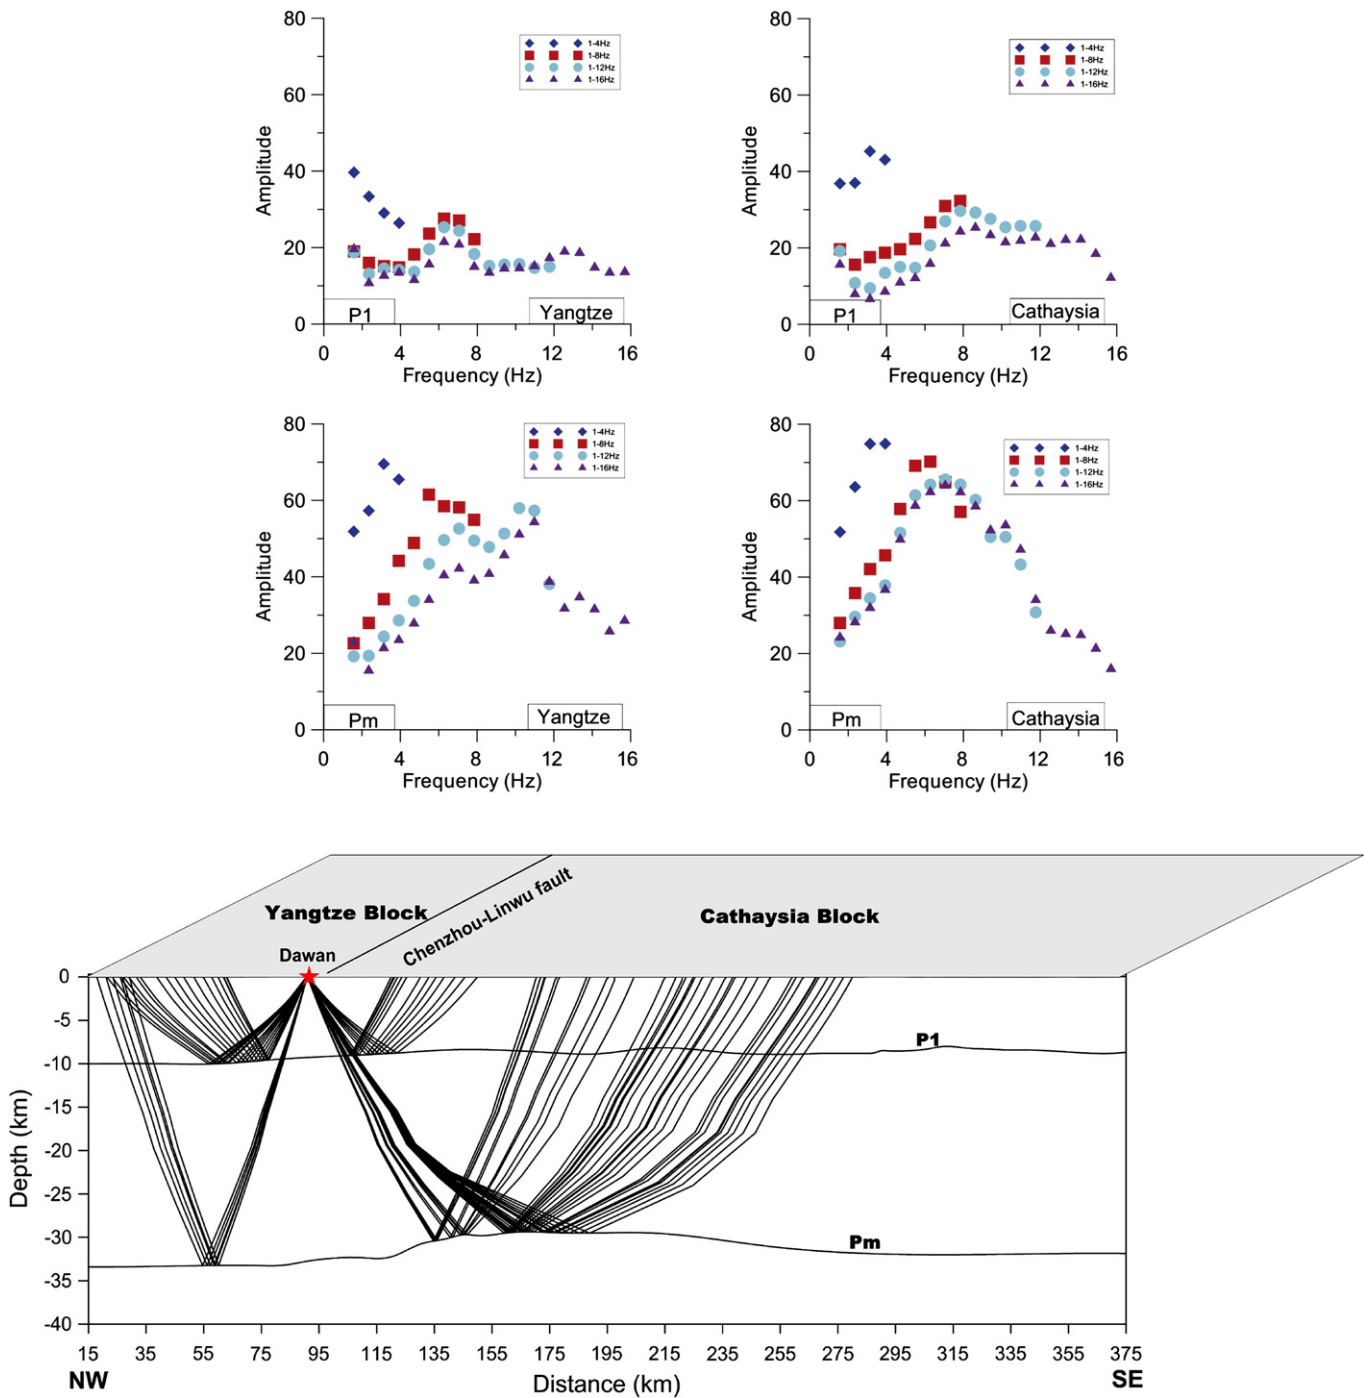 80
60
40
20
0
Amplitude
1-4Hz
1-8Hz
1-12Hz
1-16Hz
P1
Yangtze
0 4 8 12 16
Frequency (Hz)
80
60
40
20
0
Amplitude
1-4Hz
1-8Hz
1-12Hz
1-16Hz
P1
Cathaysia
0 4 8 12 16
Frequency (Hz)
80
60
40
20
0
Amplitude
1-4Hz
1-8Hz
1-12Hz
1-16Hz
Pm
Yangtze
0 4 8 12 16
Frequency (Hz)
80
60
40
20
0
Amplitude
1-4Hz
1-8Hz
1-12Hz
1-16Hz
Pm
Cathaysia
0 4 8 12 16
Frequency (Hz)
Yangtze Block
Chenzhou-Linwu fault
Cathaysia Block
Dawan
0
-5
-10
-15
-20
-25
-30
-35
-40
Depth (km)
P1
Pm
15 35 55 75 95 115 135 155 175 195 215 235 255 275 295 315 335 355 375
NW
Distance (km)
SE